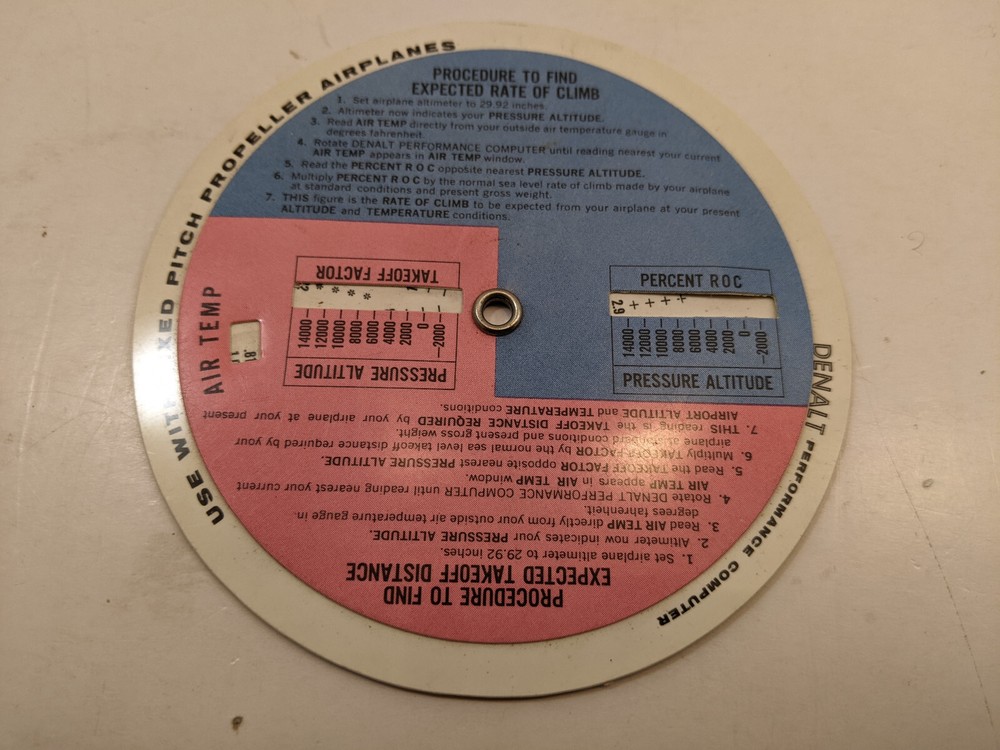 USE WITH FIXED PITCH PROPELLER AIRPLANES
PROCEDURE TO FIND
EXPECTED RATE OF CLIMB
1. Set airplane altimeter to 29.92 inches.
2. Altimeter now indicates your PRESSURE ALTITUDE.
3. Read AIR TEMP directly from your outside air temperature gauge in
degrees fahrenheit.
4. Rotate DENALT PERFORMANCE COMPUTER until reading nearest your current
AIR TEMP appears in AIR TEMP window.
5. Read the PERCENT R O C opposite nearest PRESSURE ALTITUDE.
6. Multiply PERCENT R O C by the normal sea level rate of climb made by your airplane
at standard conditions and present gross weight.
7. THIS figure is the RATE OF CLIMB to be expected from your airplane at your present
ALTITUDE and TEMPERATURE conditions.
PERCENT R O C
2.9 + + + +
14000
12000
10000
8000
6000
4000
2000
0
-2000
PRESSURE ALTITUDE
DENALT PERFORMANCE COMPUTER
AIR TEMP
PROCEDURE TO FIND
EXPECTED TAKEOFF DISTANCE
1. Set airplane altimeter to 29.92 inches.
2. Altimeter now indicates your PRESSURE ALTITUDE.
3. Read AIR TEMP directly from your outside air temperature gauge in
degrees fahrenheit.
4. Rotate DENALT PERFORMANCE COMPUTER until reading nearest your current
AIR TEMP appears in AIR TEMP window.
5. Read the TAKEOFF FACTOR opposite nearest PRESSURE ALTITUDE.
6. Multiply TAKEOFF FACTOR by the normal sea level takeoff distance required by your
airplane at standard conditions and present gross weight.
7. THIS reading is the TAKEOFF DISTANCE REQUIRED by your airplane at your present
AIRPORT ALTITUDE and TEMPERATURE conditions.
PRESSURE ALTITUDE
-2000
0
2000
4000
6000
8000
10000
12000
14000
* * * *
TAKEOFF FACTOR